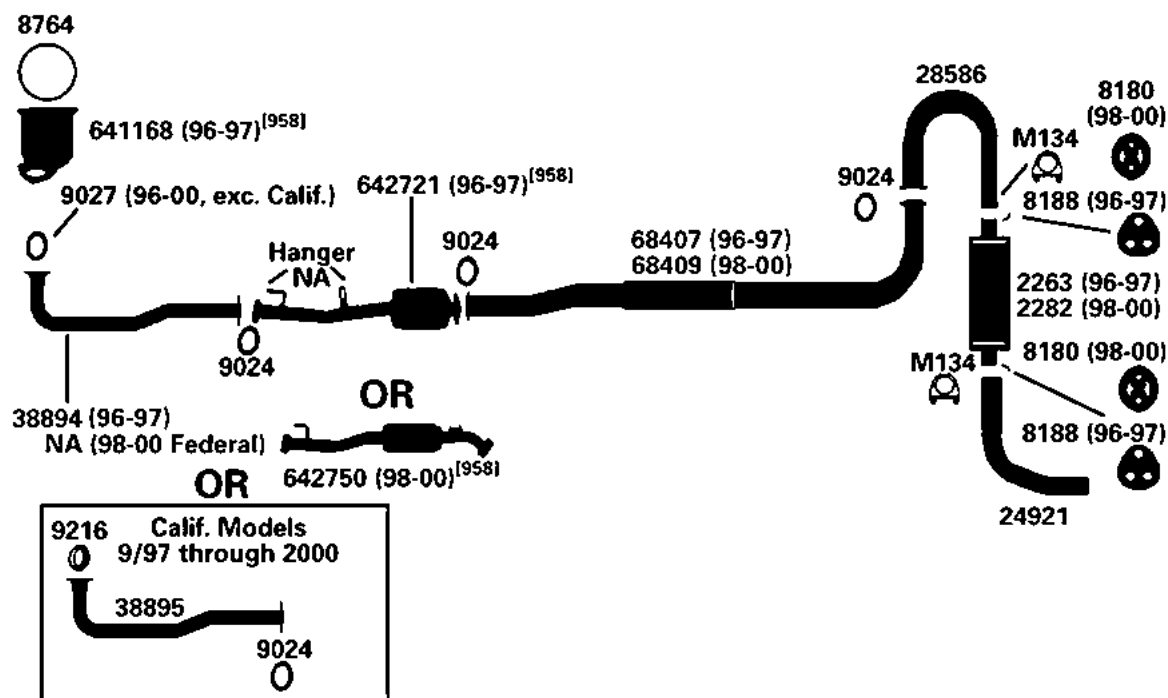 8764
641168 (96-97)[958]
9027 (96-00, exc. Calif.)
Hanger
NA
642721 (96-97)[958]
9024
9024
38894 (96-97)
NA (98-00 Federal)
OR
642750 (98-00)[958]
68407 (96-97)
68409 (98-00)
9024
28586
M134
8180
(98-00)
8188 (96-97)
2263 (96-97)
2282 (98-00)
M134
8180 (98-00)
8188 (96-97)
24921
OR
Calif. Models
9/97 through 2000
9216
38895
9024